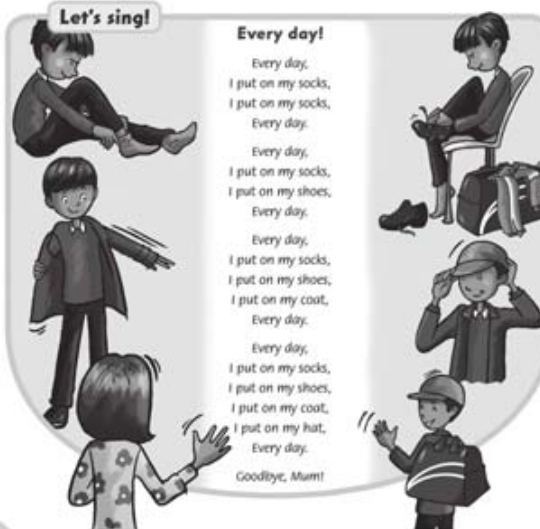 Let's sing!
Every day!
Every day,
I put on my socks,
I put on my socks,
Every day.
Every day,
I put on my socks,
I put on my shoes,
Every day.
Every day,
I put on my socks,
I put on my shoes,
I put on my coat,
Every day.
Every day,
I put on my socks,
I put on my shoes,
I put on my coat,
I put on my hat,
Every day.
Goodbye, Mum!